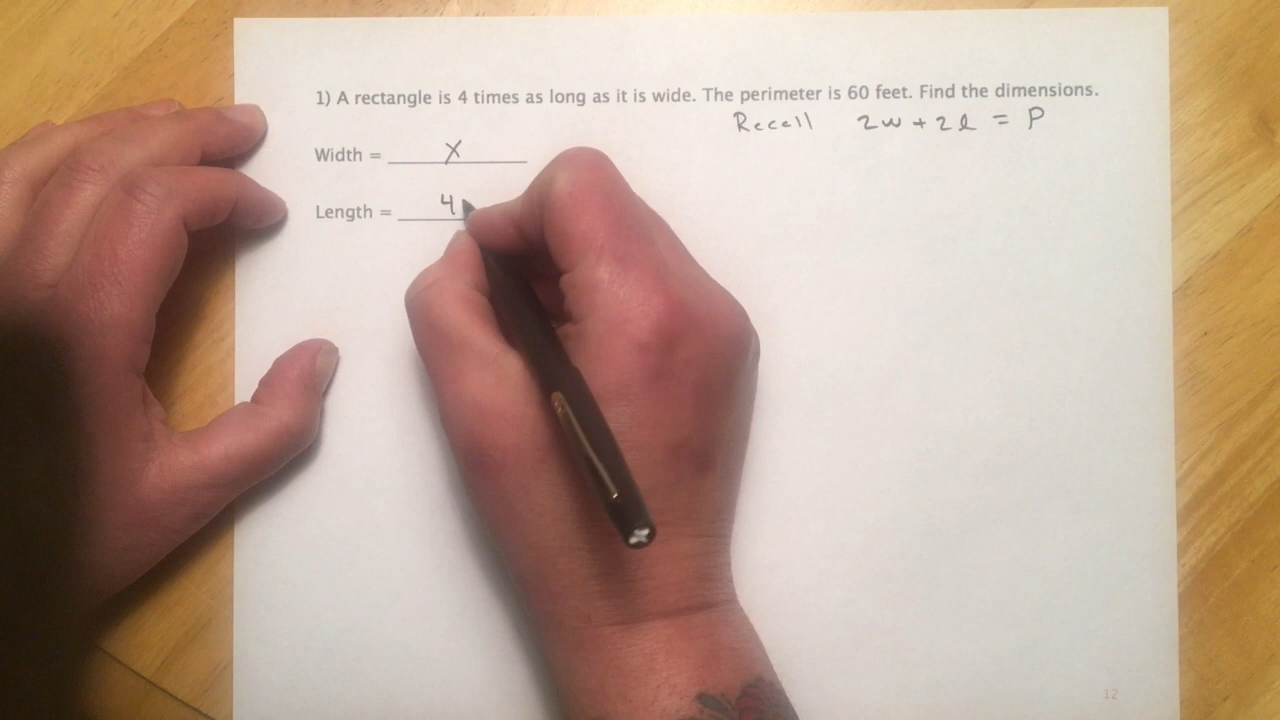 1) A rectangle is 4 times as long as it is wide. The perimeter is 60 feet. Find the dimensions.
Recall 2w + 2l = P
Width = x
Length = 4
12